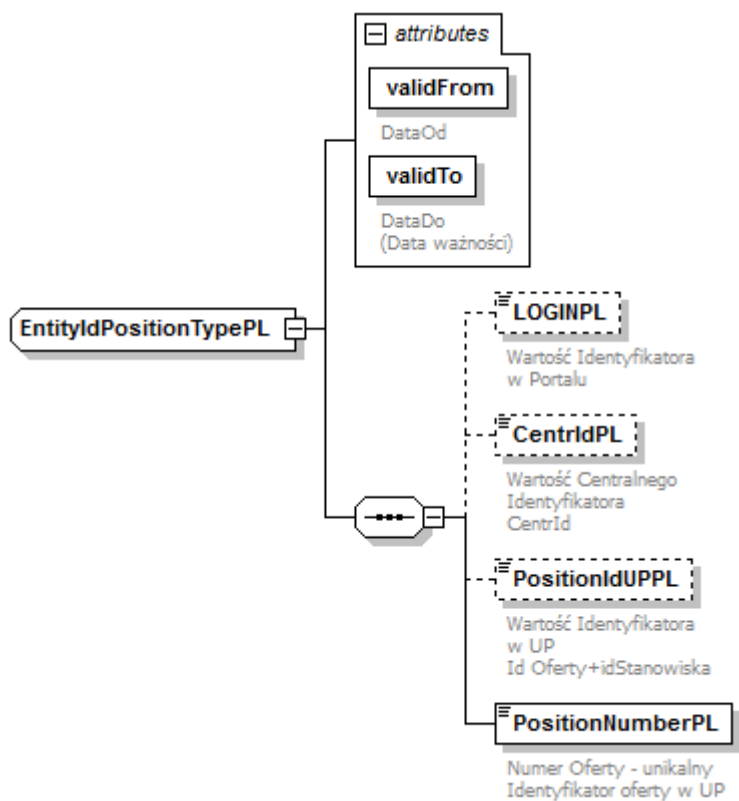 attributes
validFrom
DataOd
validTo
DataDo
(Data ważności)
EntityIdPositionTypePL
LOGINPL
Wartość Identyfikatora
w Portalu
CentrIdPL
Wartość Centralnego
Identyfikatora
CentrId
PositionIdUPPL
Wartość Identyfikatora
w UP
Id Oferty+idStanowiska
PositionNumberPL
Numer Oferty - unikalny
Identyfikator oferty w UP